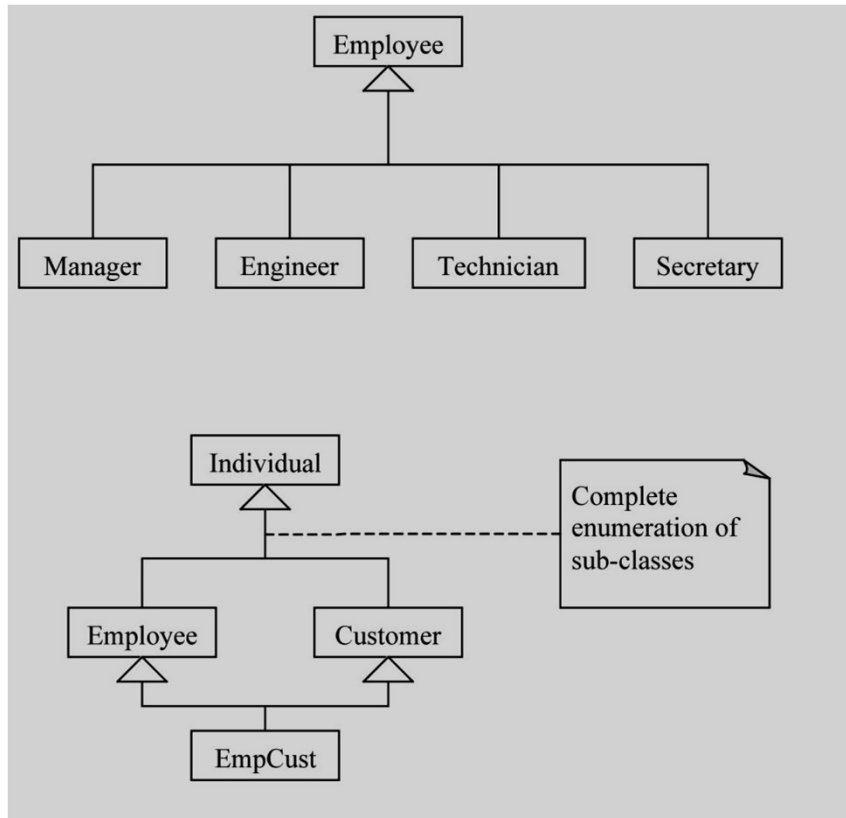 Employee
Manager
Engineer
Technician
Secretary
Individual
Complete
enumeration of
sub-classes
Employee
Customer
EmpCust